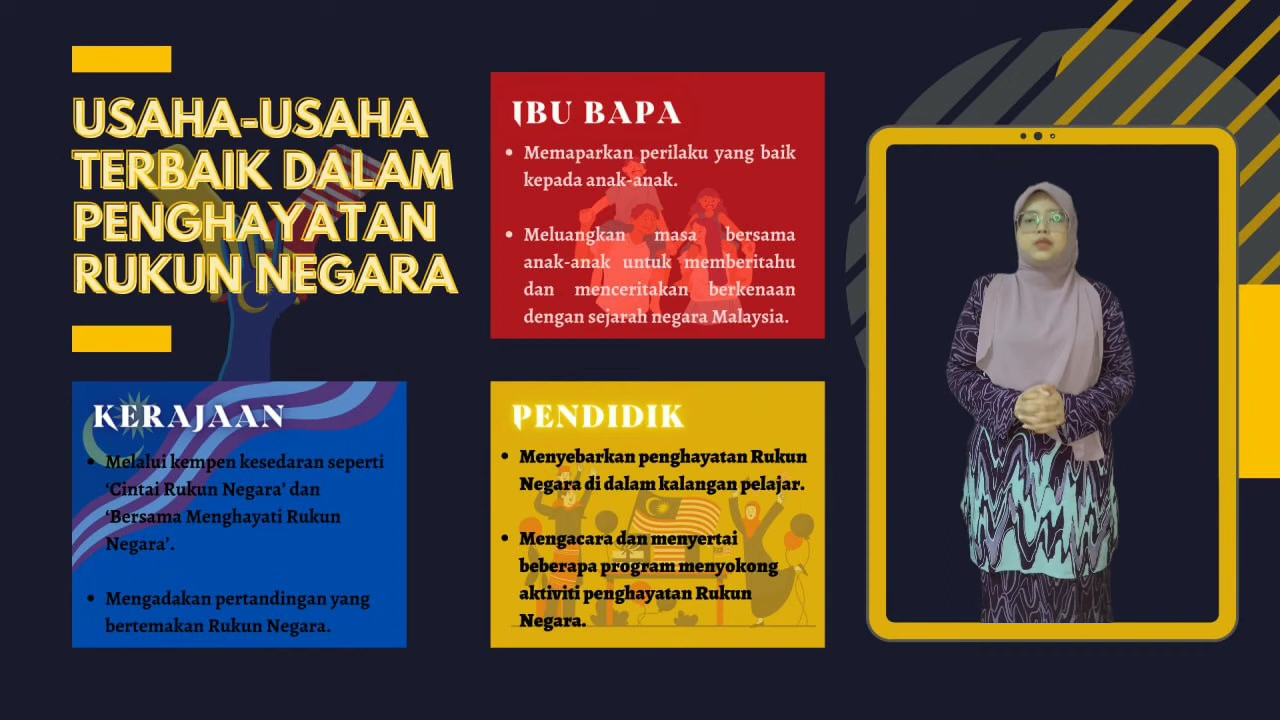 USAHA-USAHA
TERBAIK DALAM
PENGHAYATAN
RUKUN NEGARA
IBU BAPA
• Memaparkan perilaku yang baik
kepada anak-anak.
• Meluangkan masa bersama
anak-anak untuk memberitahu
dan menceritakan berkenaan
dengan sejarah negara Malaysia.
KERAJAAN
• Melalui kempen kesedaran seperti
‘Cintai Rukun Negara’ dan
‘Bersama Menghayati Rukun
Negara’.
• Mengadakan pertandingan yang
bertemakan Rukun Negara.
PENDIDIK
• Menyebarkan penghayatan Rukun
Negara di dalam kalangan pelajar.
• Mengacara dan menyertai
beberapa program menyokong
aktiviti penghayatan Rukun
Negara.